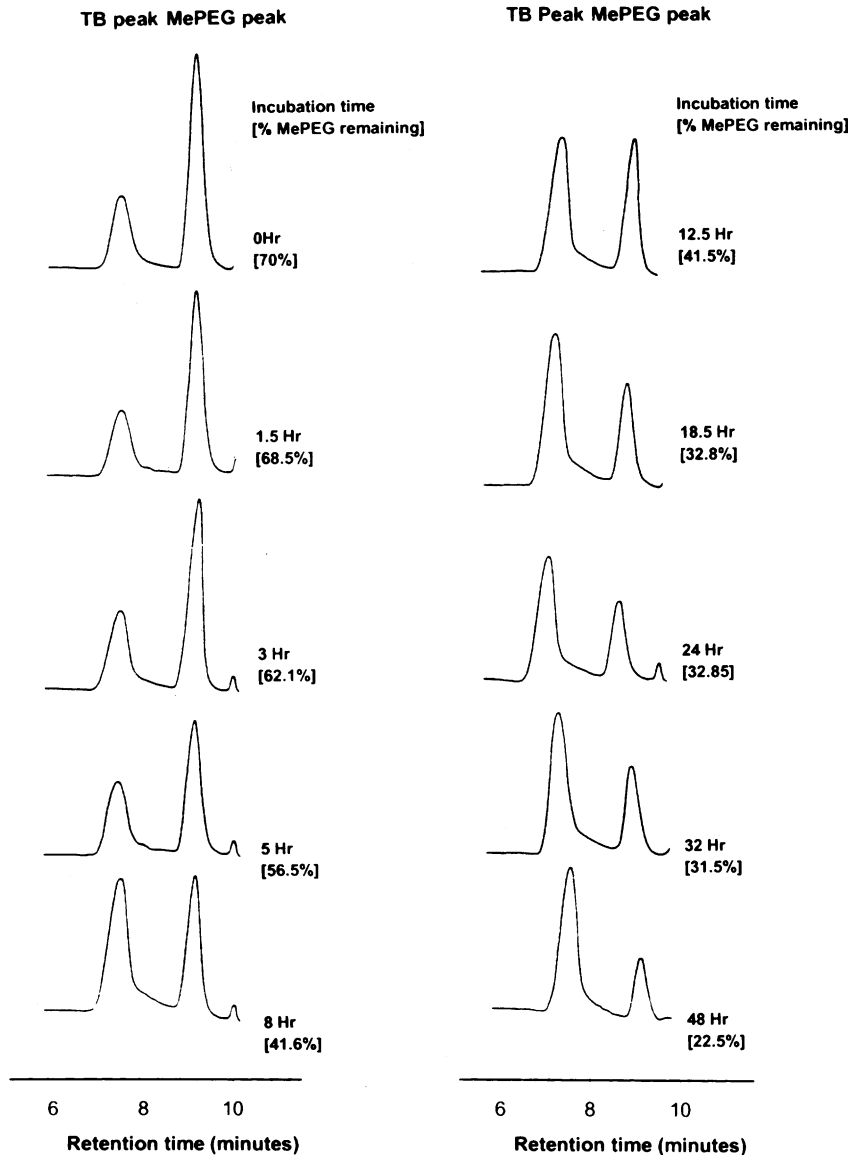 TB peak MePEG peak
Incubation time
[% MePEG remaining]
0Hr
[70%]
1.5 Hr
[68.5%]
3 Hr
[62.1%]
5 Hr
[56.5%]
8 Hr
[41.6%]
6 8 10
Retention time (minutes)
TB Peak MePEG peak
Incubation time
[% MePEG remaining]
12.5 Hr
[41.5%]
18.5 Hr
[32.8%]
24 Hr
[32.85]
32 Hr
[31.5%]
48 Hr
[22.5%]
6 8 10
Retention time (minutes)